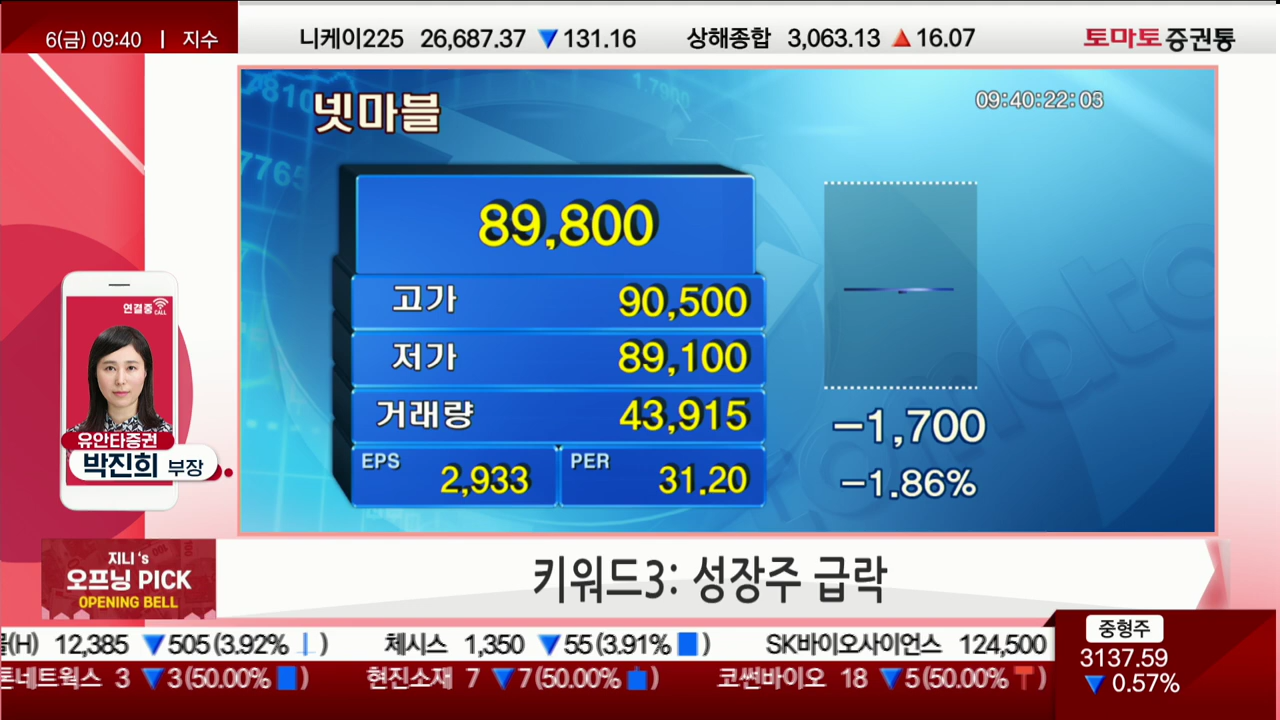 6(금) 09:40 | 지수
니케이225 26,687.37 ▼131.16 상해종합 3,063.13 ▲16.07
토마토증권통
넷마블
09:40:22:03
89,800
고가 90,500
저가 89,100
거래량 43,915
EPS 2,933 PER 31.20
-1,700
-1.86%
연결중
CALL
유안타증권
박진희 부장
지니's
오프닝 PICK
OPENING BELL
키워드3: 성장주 급락
(H) 12,385 ▼505(3.92% ) 체시스 1,350 ▼55(3.91% ) SK바이오사이언스 124,500
네트웍스 3 ▼3(50.00% ) 현진소재 7 ▼7(50.00% ) 코썬바이오 18 ▼5(50.00% )
중형주
3137.59
▼ 0.57%